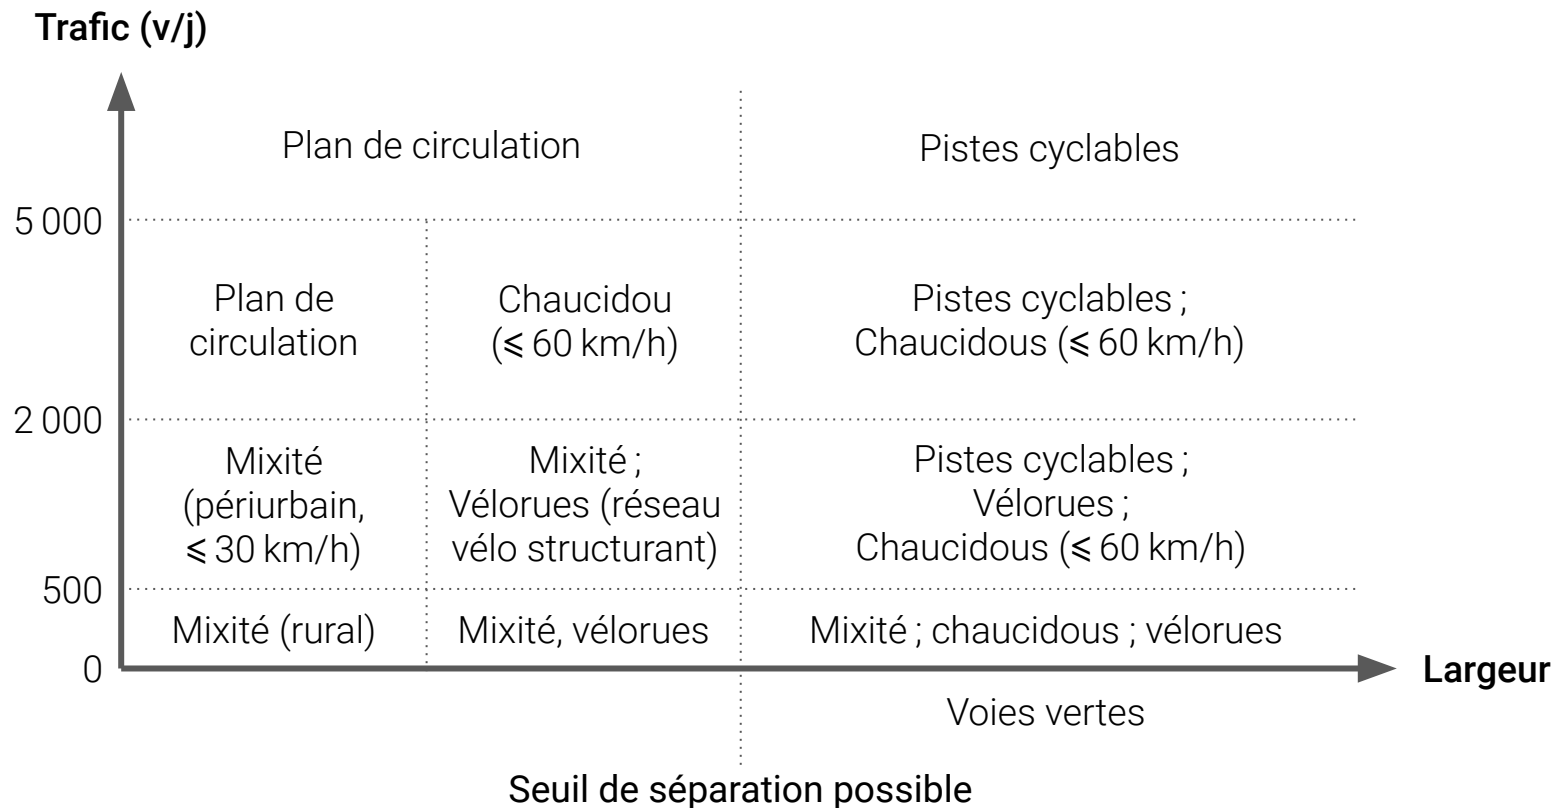 Trafic (v/j)
Plan de circulation
Pistes cyclables
5 000
Plan de
circulation
Chaucidou
(⩽ 60 km/h)
Pistes cyclables ;
Chaucidous (⩽ 60 km/h)
2 000
Mixité
(périurbain,
⩽ 30 km/h)
Mixité ;
Vélorues (réseau
vélo structurant)
Pistes cyclables ;
Vélorues ;
Chaucidous (⩽ 60 km/h)
500
Mixité (rural)
Mixité, vélorues
Mixité ; chaucidous ; vélorues
0
Largeur
Voies vertes
Seuil de séparation possible